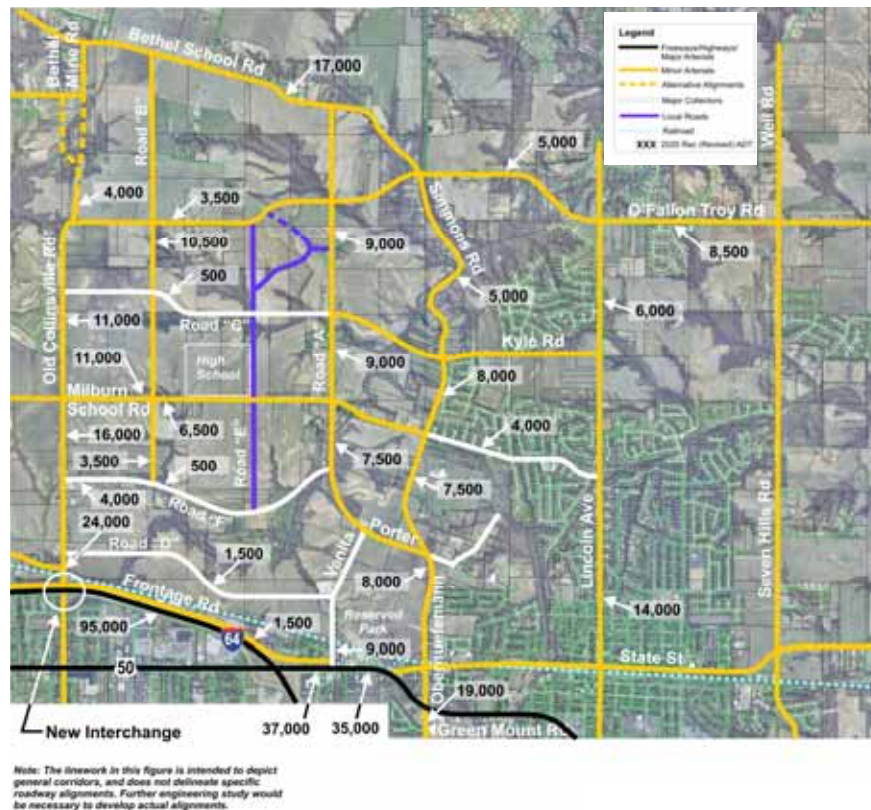 Legend
Freeways/Highways/
Major Arterials
Minor Arterials
Alternative Alignments
Major Collectors
Local Roads
Railroad
XXX
Bethel
Mine Rd
Bethel School Rd
17,000
Road "B"
Well Rd
5,000
4,000
3,500
Simmons Rd
O'Fallon Troy Rd
10,500
9,000
8,500
500
5,000
6,000
Old Collinsville Rd
11,000
Road "C"
Road "A"
Kyle Rd
11,000
High
School
9,000
8,000
Milburn
School Rd
4,000
16,000
6,500
Road "E"
3,500
500
7,500
7,500
4,000
Road "F"
24,000
Porter
Lincoln Ave
Seven Hills Rd
Road "D"
1,500
Venita
8,000
Frontage Rd
Reserved
Park
14,000
95,000
1,500
64
9,000
State St
50
19,000
New Interchange
37,000
35,000
Green Mount Rd
Note: The linework in this figure is intended to depict
general corridors, and does not delineate specific
roadway alignments. Further engineering study would
be necessary to develop actual alignments.